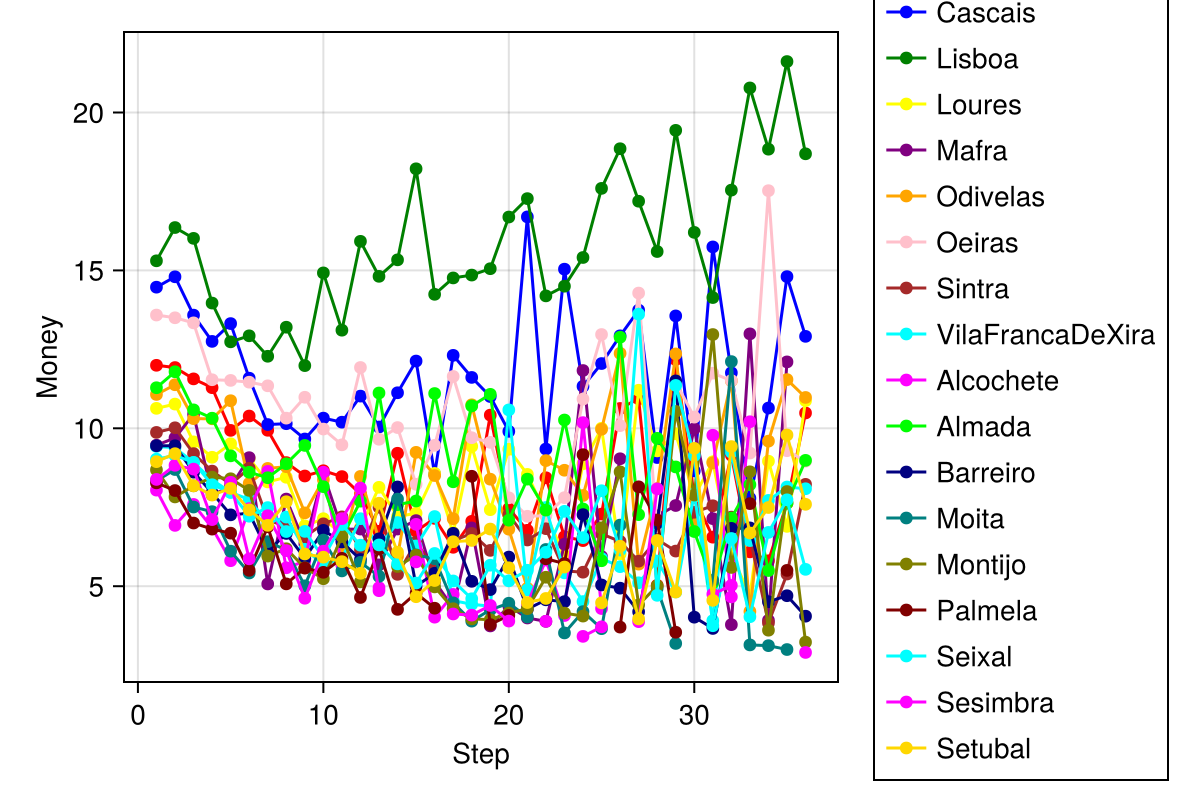 Cascais
Lisboa
Loures
Mafra
Odivelas
Oeiras
Sintra
VilaFrancaDeXira
Alcochete
Almada
Barreiro
Moita
Montijo
Palmela
Seixal
Sesimbra
Setubal
20
15
10
5
Money
0 10 20 30
Step